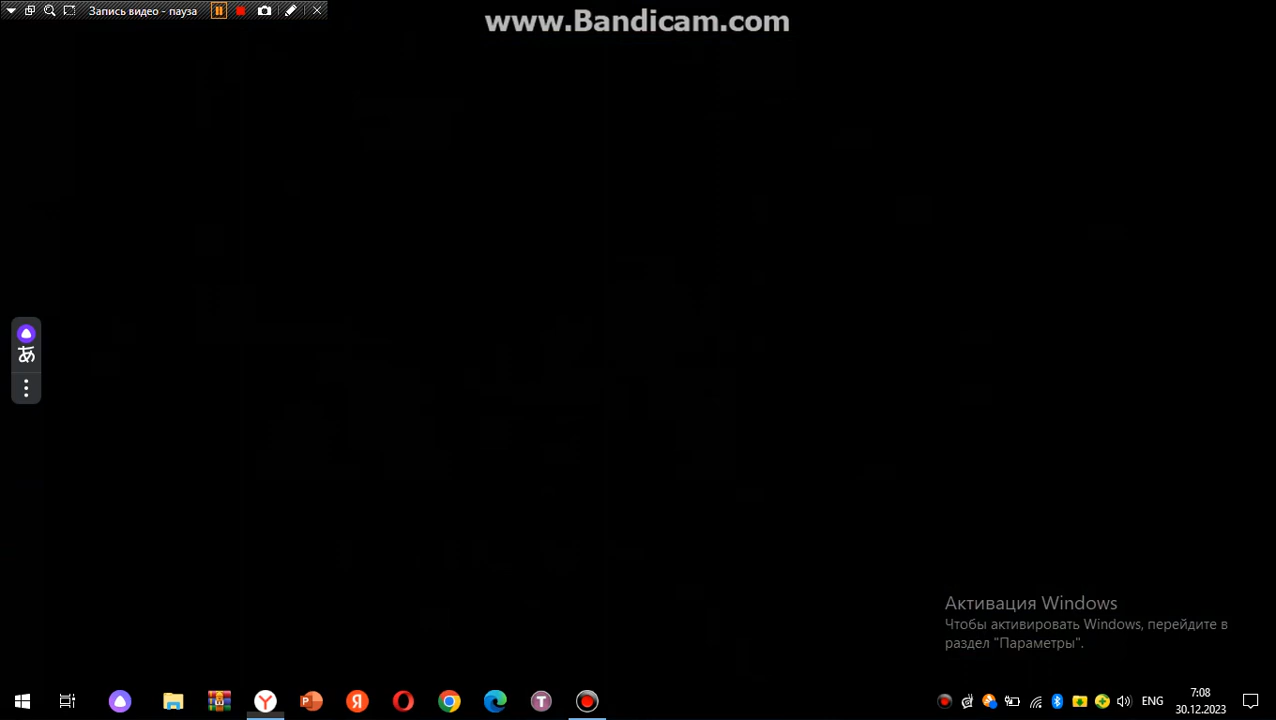 Запись видео - пауза
www.Bandicam.com
あ
Активация Windows
Чтобы активировать Windows, перейдите в
раздел "Параметры".
ENG
7:08
30.12.2023